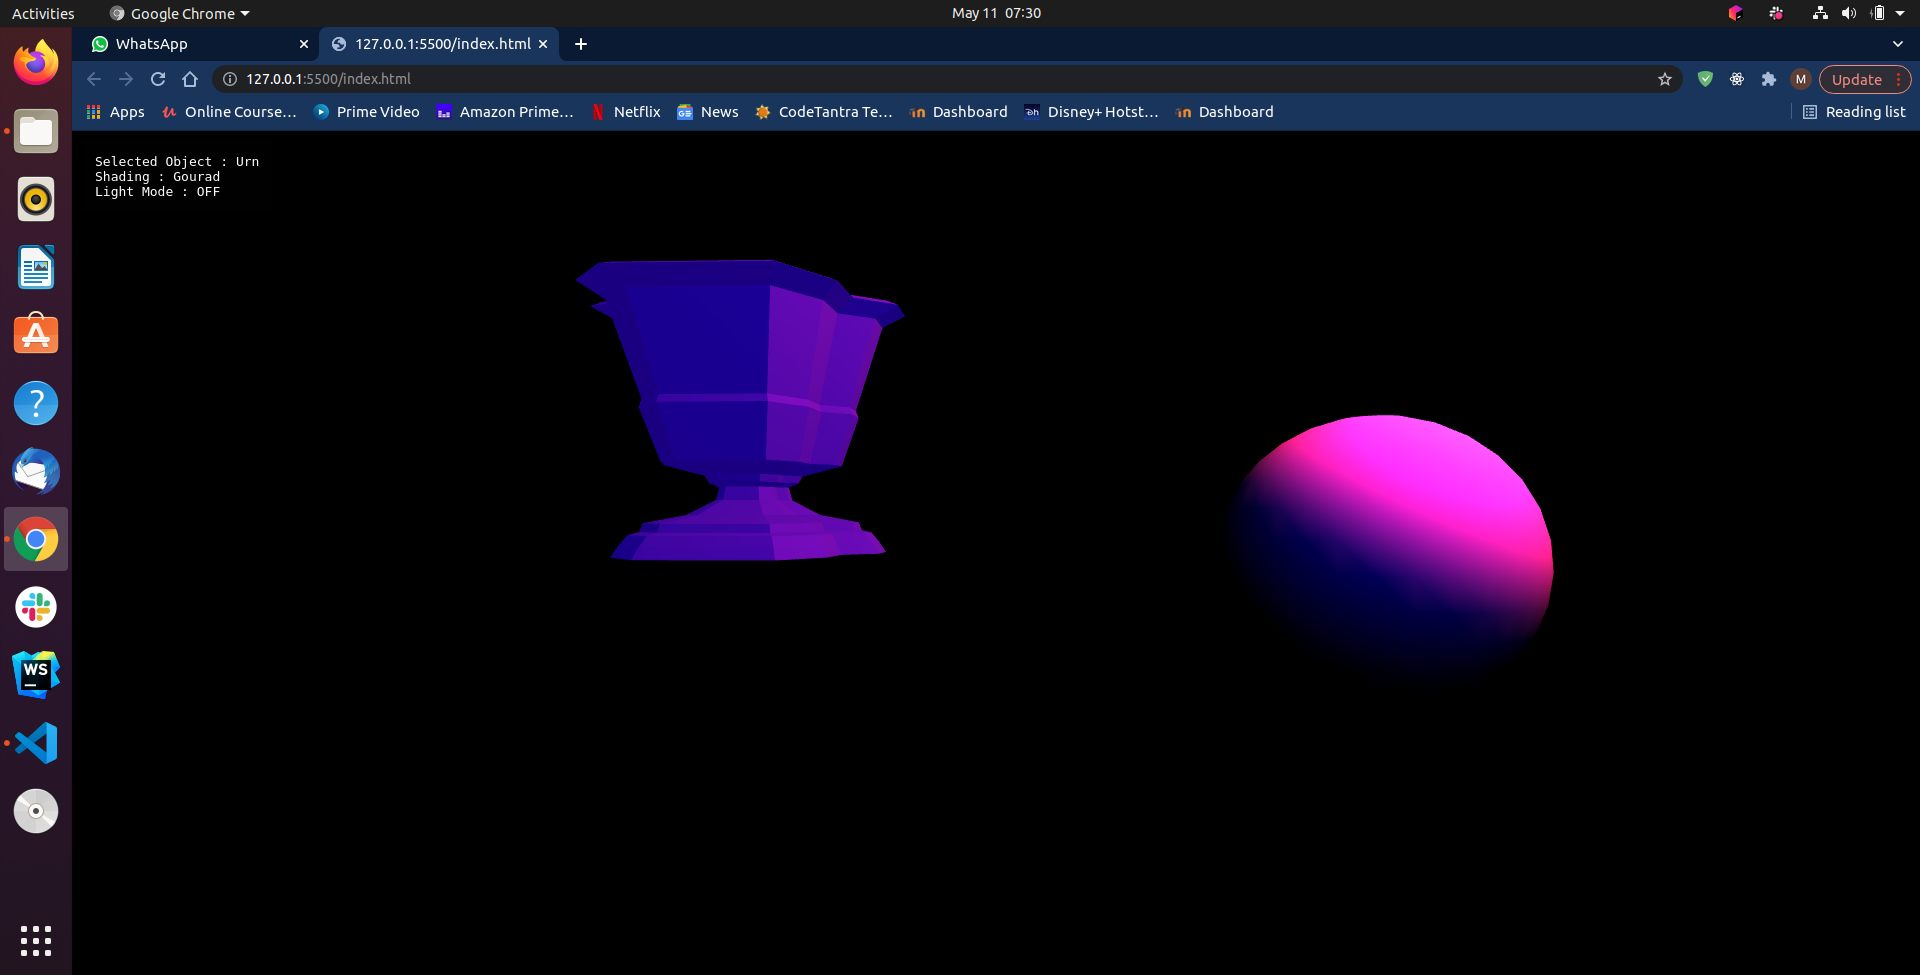 Activities
Google Chrome
May 11 07:30
WhatsApp
127.0.0.1:5500/index.html
127.0.0.1:5500/index.html
M
Update
Apps
Online Course…
Prime Video
Amazon Prime…
Netflix
News
CodeTantra Te…
Dashboard
Disney+ Hotst…
Dashboard
Reading list
Selected Object : Urn
Shading : Gourad
Light Mode : OFF
WS